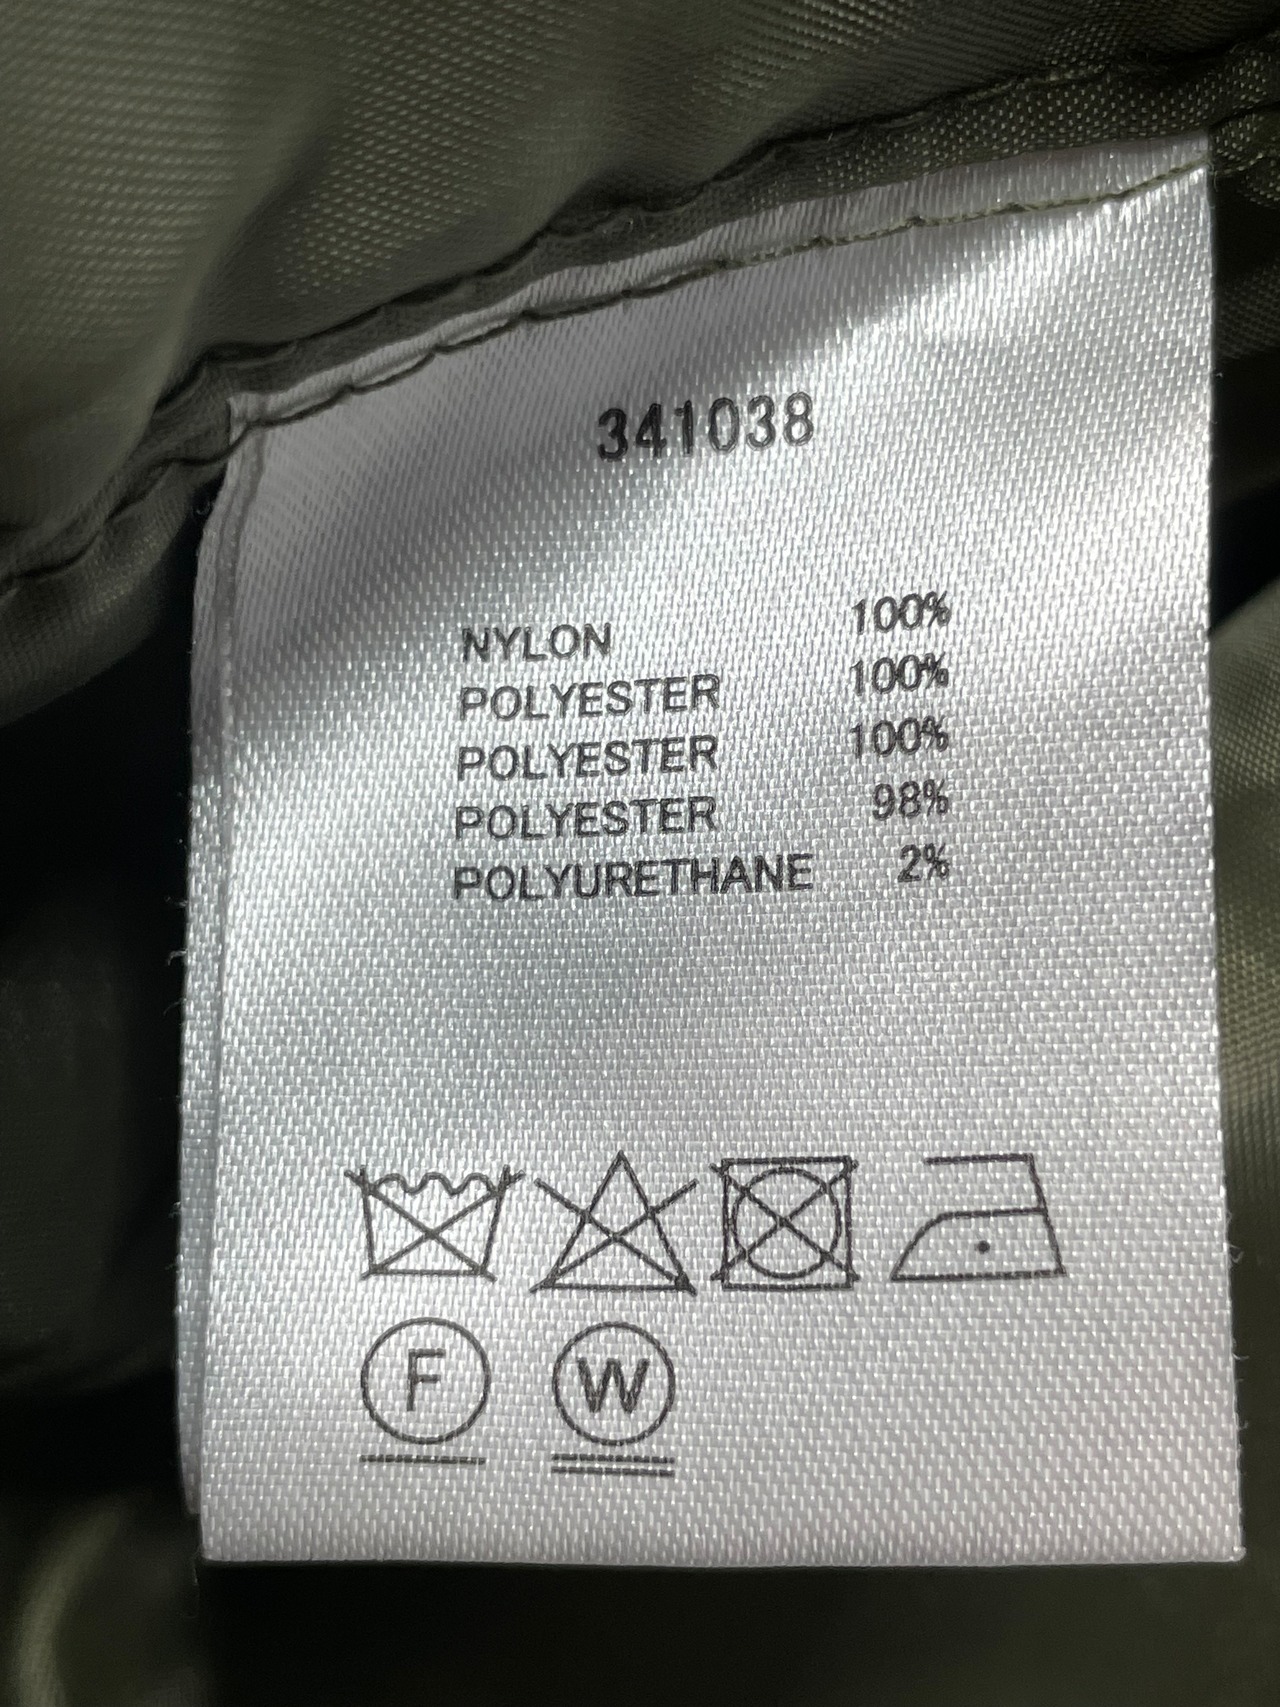 341038
NYLON 100%
POLYESTER 100%
POLYESTER 100%
POLYESTER 98%
POLYURETHANE 2%
F W